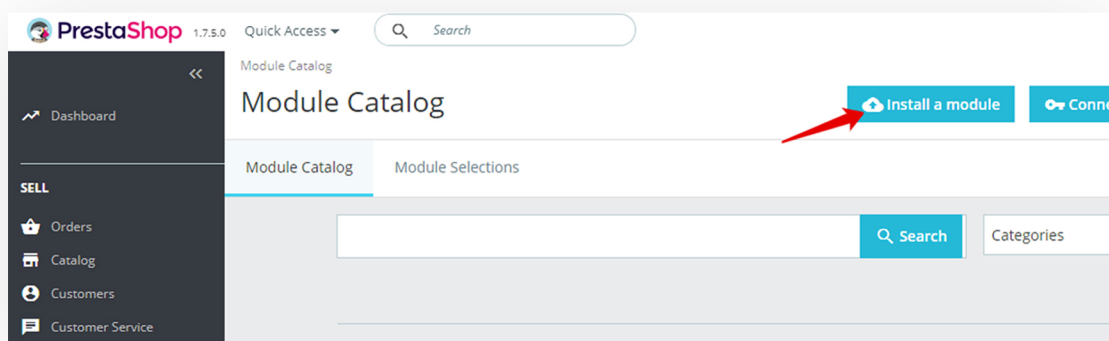 PrestaShop 1.7.5.0 Quick Access Search
Module Catalog
Module Catalog
Install a module
Dashboard
Module Catalog Module Selections
SELL
Orders
Search Categories
Catalog
Customers
Customer Service